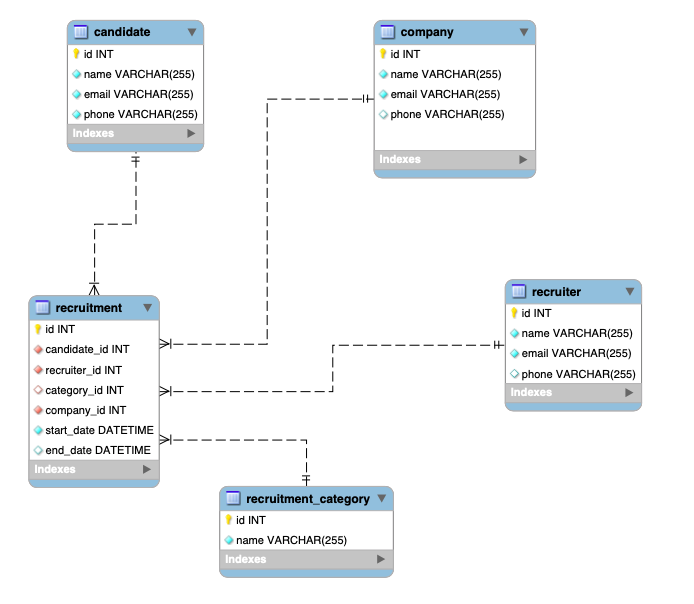 candidate
id INT
name VARCHAR(255)
email VARCHAR(255)
phone VARCHAR(255)
Indexes
company
id INT
name VARCHAR(255)
email VARCHAR(255)
phone VARCHAR(255)
Indexes
recruitment
id INT
candidate_id INT
recruiter_id INT
category_id INT
company_id INT
start_date DATETIME
end_date DATETIME
Indexes
recruiter
id INT
name VARCHAR(255)
email VARCHAR(255)
phone VARCHAR(255)
Indexes
recruitment_category
id INT
name VARCHAR(255)
Indexes